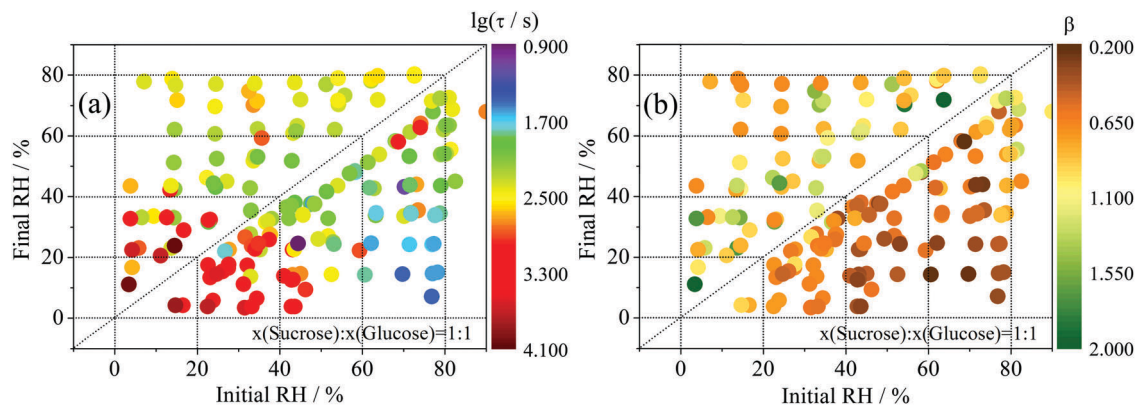 lg(τ / s)
(a)
Final RH / %
80
60
40
20
0
0 20 40 60 80
Initial RH / %
x(Sucrose):x(Glucose)=1:1
0.900
1.700
2.500
3.300
4.100
β
(b)
Final RH / %
80
60
40
20
0
0 20 40 60 80
Initial RH / %
x(Sucrose):x(Glucose)=1:1
0.200
0.650
1.100
1.550
2.000